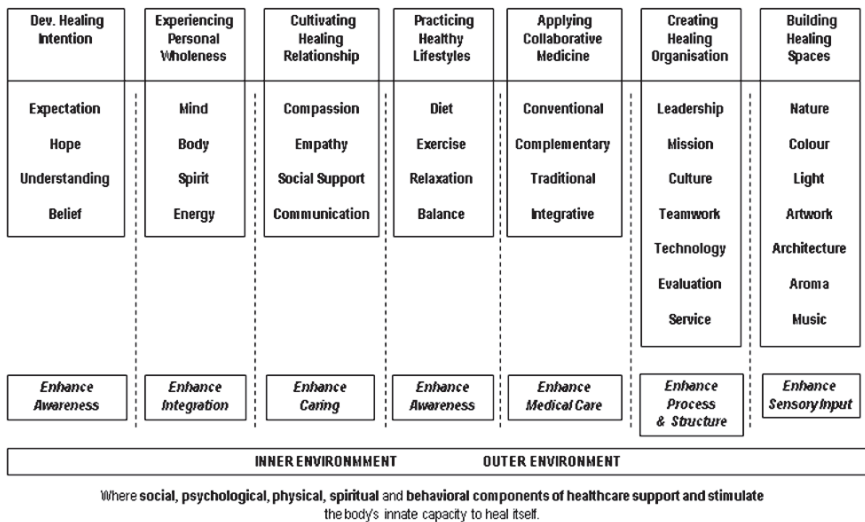 Dev. Healing
Intention
Experiencing
Personal
Wholeness
Cultivating
Healing
Relationship
Practicing
Healthy
Lifestyles
Applying
Collaborative
Medicine
Creating
Healing
Organisation
Building
Healing
Spaces
Expectation
Hope
Understanding
Belief
Mind
Body
Spirit
Energy
Compassion
Empathy
Social Support
Communication
Diet
Exercise
Relaxation
Balance
Conventional
Complementary
Traditional
Integrative
Leadership
Mission
Culture
Teamwork
Technology
Evaluation
Service
Nature
Colour
Light
Artwork
Architecture
Aroma
Music
Enhance
Awareness
Enhance
Integration
Enhance
Caring
Enhance
Awareness
Enhance
Medical Care
Enhance
Process
& Structure
Enhance
Sensory Input
INNER ENVIRONMMENT OUTER ENVIRONMENT
Where social, psychological, physical, spiritual and behavioral components of healthcare support and stimulate
the body's innate capacity to heal itself.